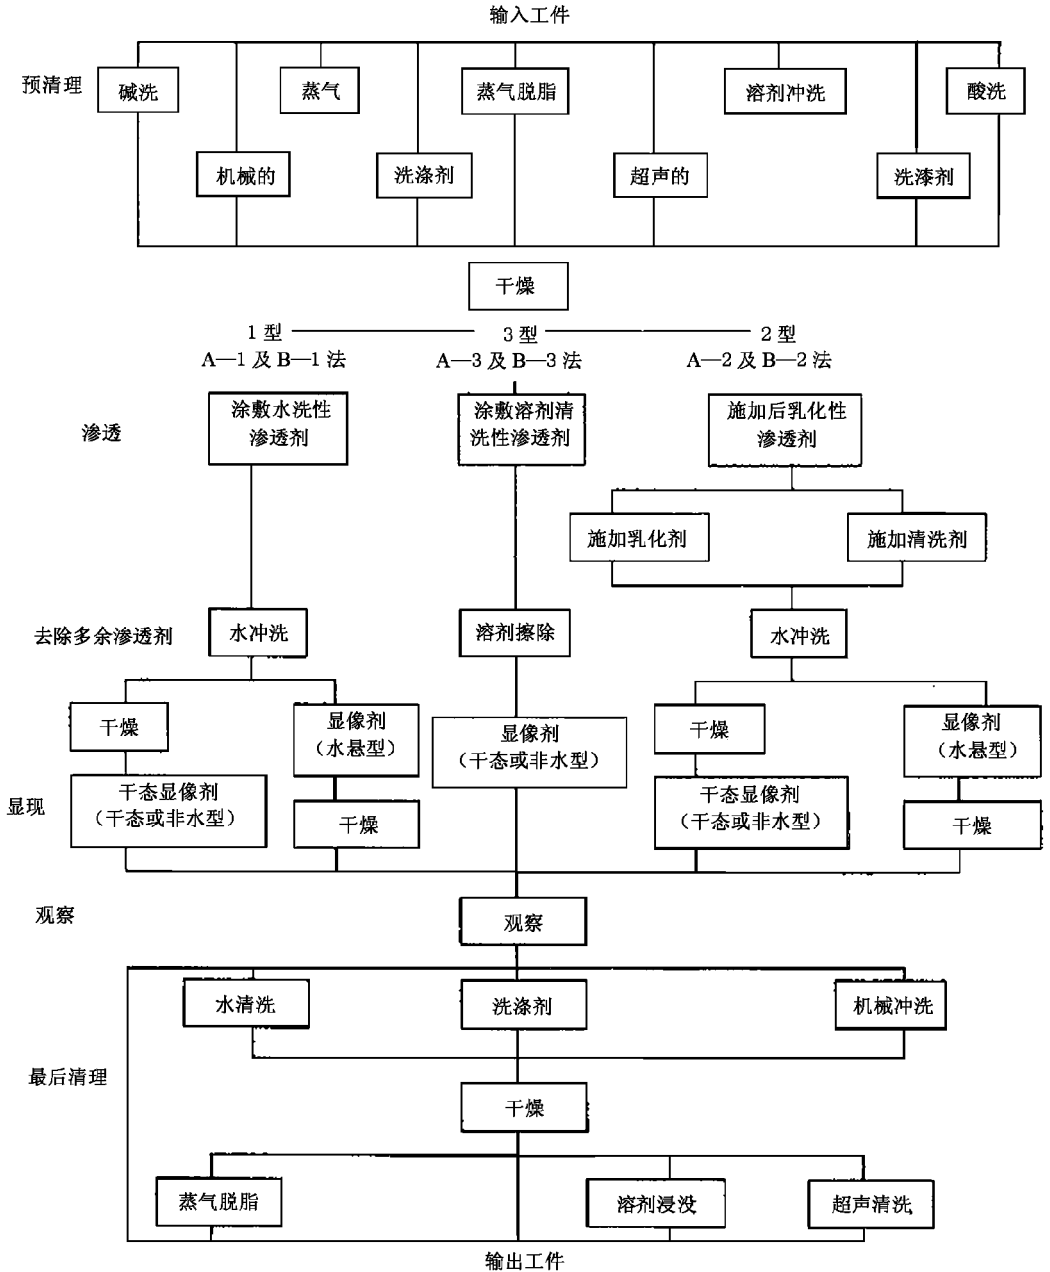 输入工件
预清理
碱洗
蒸气
蒸气脱脂
溶剂冲洗
酸洗
机械的
洗涤剂
超声的
洗漆剂
干燥
1 型
3 型
2 型
A—1 及 B—1 法
A—3 及 B—3 法
A—2 及 B—2 法
渗透
涂敷水洗性
渗透剂
涂敷溶剂清
洗性渗透剂
施加后乳化性
渗透剂
施加乳化剂
施加清洗剂
去除多余渗透剂
水冲洗
溶剂擦除
水冲洗
显现
干燥
显像剂
(水悬型)
显像剂
(干态或非水型)
干燥
显像剂
(水悬型)
干态显像剂
(干态或非水型)
干燥
干态显像剂
(干态或非水型)
干燥
观察
观察
最后清理
水清洗
洗涤剂
机械冲洗
干燥
蒸气脱脂
溶剂浸没
超声清洗
输出工件